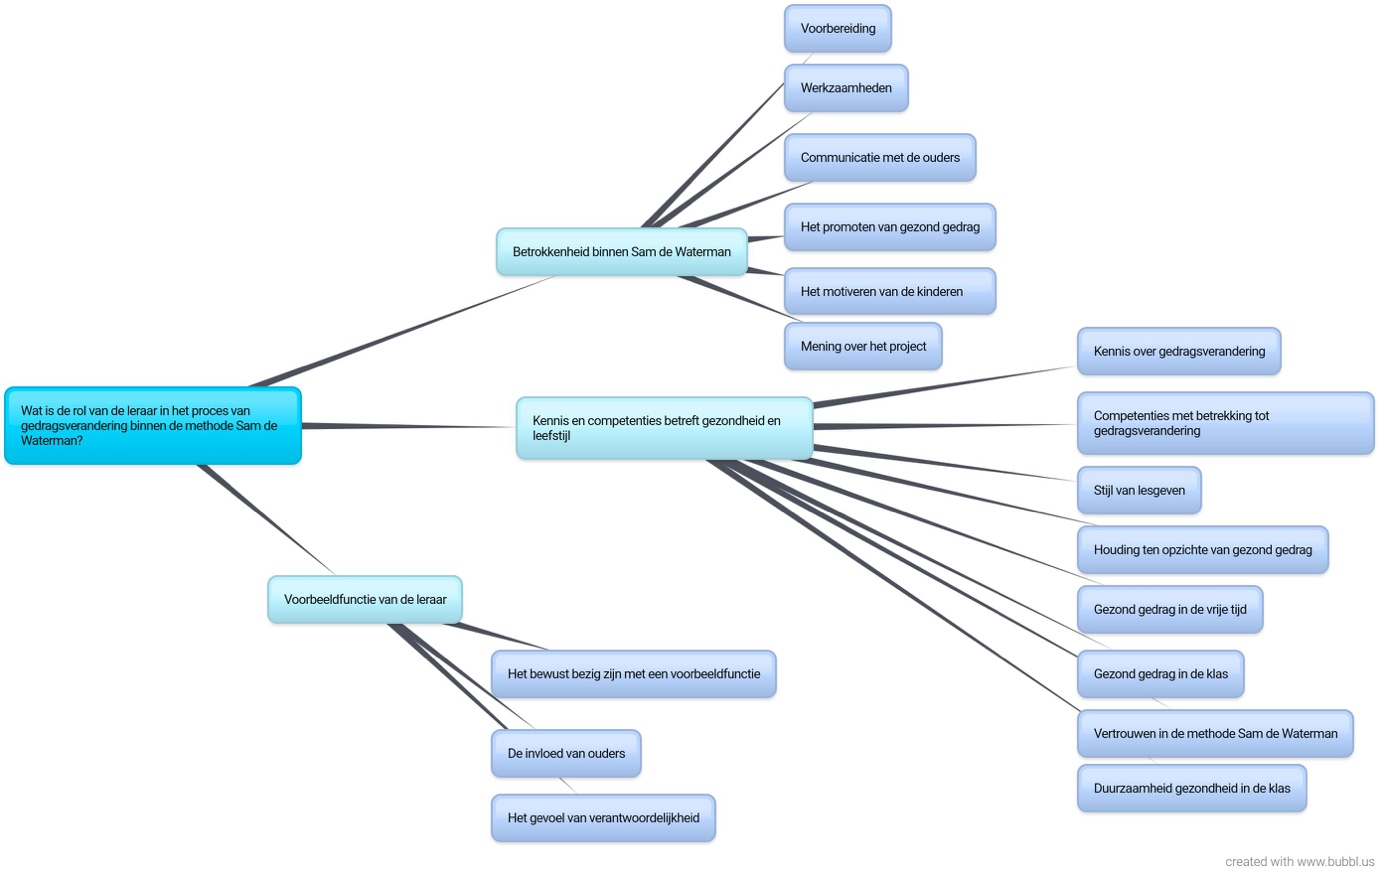 Voorbereiding
Werkzaamheden
Communicatie met de ouders
Het promoten van gezond gedrag
Betrokkenheid binnen Sam de Waterman
Het motiveren van de kinderen
Mening over het project
Kennis over gedragsverandering
Wat is de rol van de leraar in het proces van
gedragsverandering binnen de methode Sam de
Waterman?
Kennis en competenties betreft gezondheid en
leefstijl
Competenties met betrekking tot
gedragsverandering
Stijl van lesgeven
Houding ten opzichte van gezond gedrag
Gezond gedrag in de vrije tijd
Gezond gedrag in de klas
Vertrouwen in de methode Sam de Waterman
Duurzaamheid gezondheid in de klas
Voorbeeldfunctie van de leraar
Het bewust bezig zijn met een voorbeeldfunctie
De invloed van ouders
Het gevoel van verantwoordelijkheid
created with www.bubbl.us